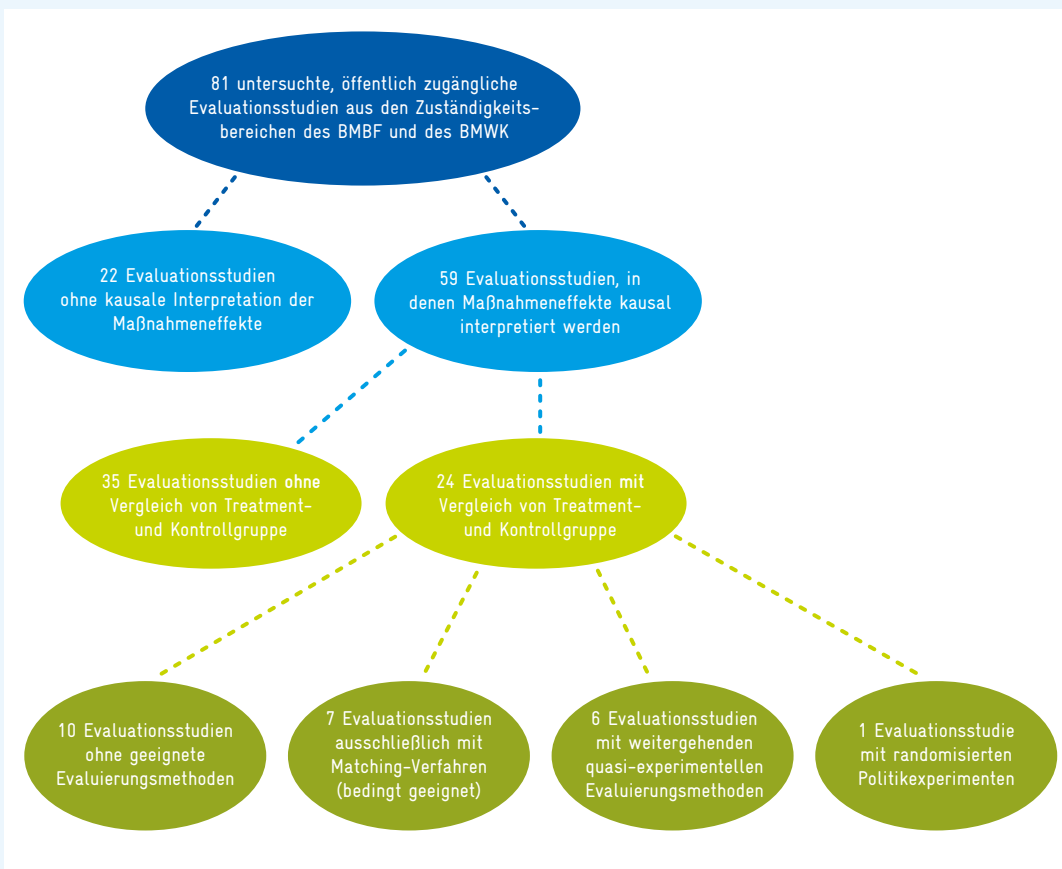 81 untersuchte, öffentlich zugängliche
Evaluationsstudien aus den Zuständigkeits-
bereichen des BMBF und des BMWK
22 Evaluationsstudien
ohne kausale Interpretation der
Maßnahmeneffekte
59 Evaluationsstudien, in
denen Maßnahmeneffekte kausal
interpretiert werden
35 Evaluationsstudien ohne
Vergleich von Treatment-
und Kontrollgruppe
24 Evaluationsstudien mit
Vergleich von Treatment-
und Kontrollgruppe
10 Evaluationsstudien
ohne geeignete
Evaluierungsmethoden
7 Evaluationsstudien
ausschließlich mit
Matching-Verfahren
(bedingt geeignet)
6 Evaluationsstudien
mit weitergehenden
quasi-experimentellen
Evaluierungsmethoden
1 Evaluationsstudie
mit randomisierten
Politikexperimenten